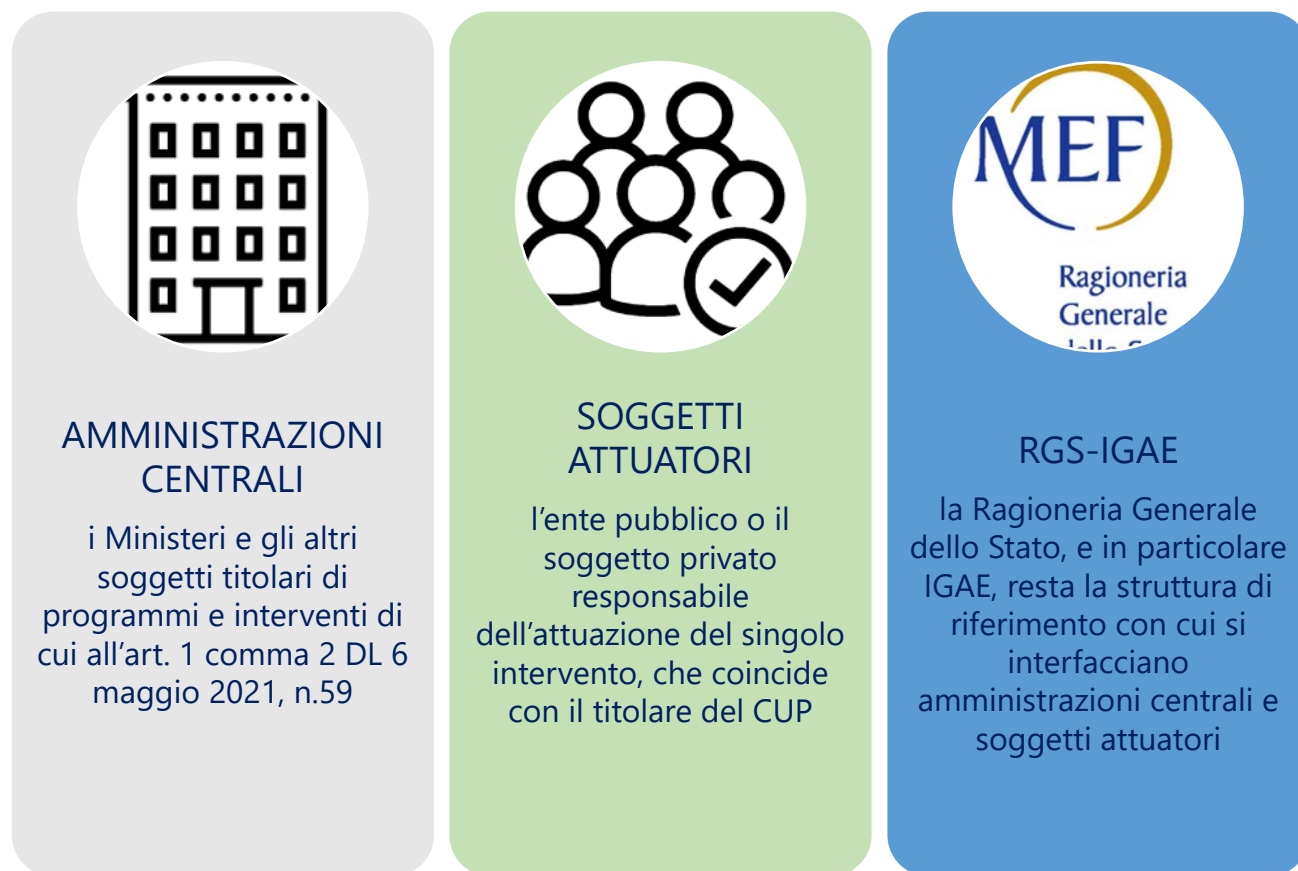 AMMINISTRAZIONI
CENTRALI
i Ministeri e gli altri
soggetti titolari di
programmi e interventi di
cui all'art. 1 comma 2 DL 6
maggio 2021, n.59
SOGGETTI
ATTUATORI
l'ente pubblico o il
soggetto privato
responsabile
dell'attuazione del singolo
intervento, che coincide
con il titolare del CUP
MEF
Ragioneria
Generale
RGS-IGAE
la Ragioneria Generale
dello Stato, e in particolare
IGAE, resta la struttura di
riferimento con cui si
interfacciano
amministrazioni centrali e
soggetti attuatori